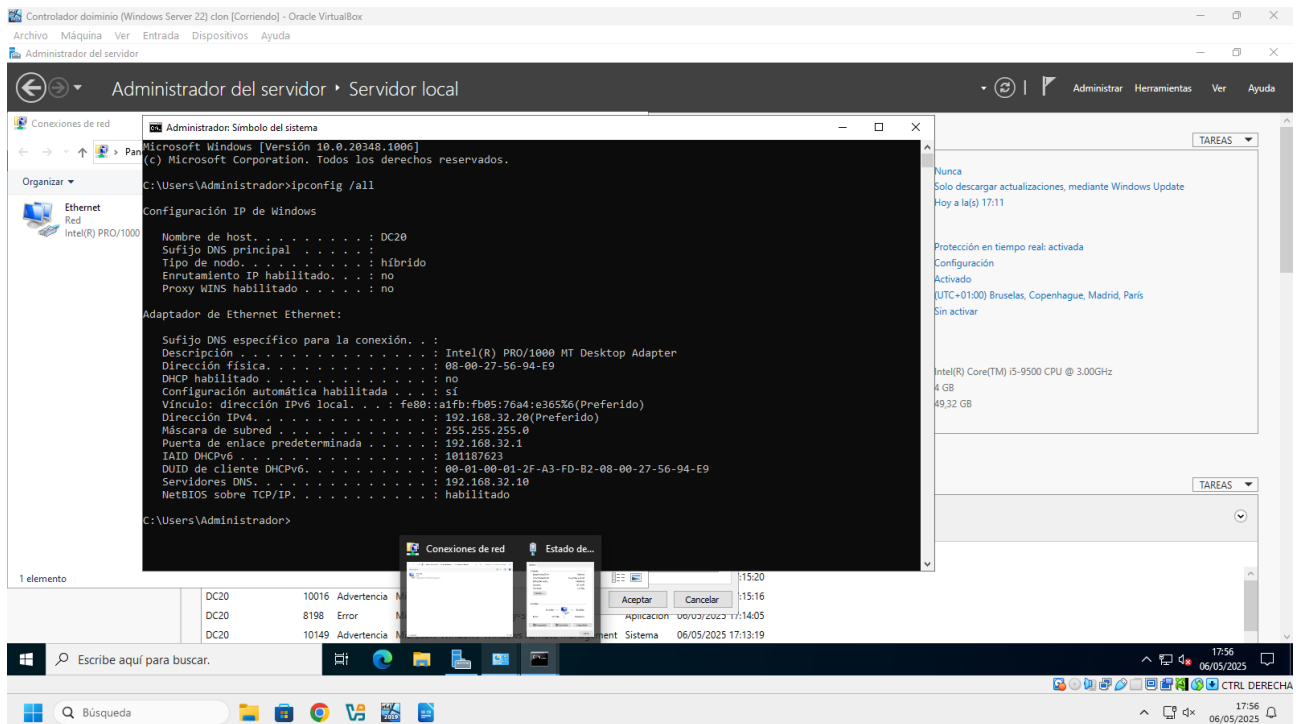 Controlador doiminio (Windows Server 22) clon [Corriendo] - Oracle VirtualBox
Archivo Máquina Ver Entrada Dispositivos Ayuda
Administrador del servidor
Administrador del servidor Servidor local
Administrar Herramientas Ver Ayuda
Conexiones de red
Pan
Organizar
Ethernet
Red
Intel(R) PRO/1000
1 elemento
Administrador: Símbolo del sistema
Microsoft Windows [Versión 10.0.20348.1006]
(c) Microsoft Corporation. Todos los derechos reservados.
C:\Users\Administrador>ipconfig /all
Configuración IP de Windows
Nombre de host. . . . . . . . . : DC20
Sufijo DNS principal  . . . . . :
Tipo de nodo. . . . . . . . . . : híbrido
Enrutamiento IP habilitado. . . : no
Proxy WINS habilitado . . . . . : no
Adaptador de Ethernet Ethernet:
Sufijo DNS específico para la conexión. . :
Descripción . . . . . . . . . . . . . . . : Intel(R) PRO/1000 MT Desktop Adapter
Dirección física. . . . . . . . . . . . . : 08-00-27-56-94-E9
DHCP habilitado . . . . . . . . . . . . . : no
Configuración automática habilitada . . . : sí
Vínculo: dirección IPv6 local. . . : fe80::a1fb:fb05:76a4:e365%6(Preferido)
Dirección IPv4. . . . . . . . . . . . . . : 192.168.32.20(Preferido)
Máscara de subred . . . . . . . . . . . . : 255.255.255.0
Puerta de enlace predeterminada . . . . . : 192.168.32.1
IAID DHCPv6 . . . . . . . . . . . . . . . : 101187623
DUID de cliente DHCPv6. . . . . . . . . . : 00-01-00-01-2F-A3-FD-B2-08-00-27-56-94-E9
Servidores DNS. . . . . . . . . . . . . . : 192.168.32.10
NetBIOS sobre TCP/IP. . . . . . . . . . . : habilitado
C:\Users\Administrador>
TAREAS
Nunca
Solo descargar actualizaciones, mediante Windows Update
Hoy a la(s) 17:11
Protección en tiempo real: activada
Configuración
Activado
(UTC+01:00) Bruselas, Copenhague, Madrid, París
Sin activar
Intel(R) Core(TM) i5-9500 CPU @ 3.00GHz
4 GB
49,32 GB
TAREAS
Conexiones de red
Estado de...
:15:20
DC20 10016 Advertencia :15:16
Aceptar Cancelar
DC20 8198 Error Aplicación 06/05/2025 17:14:05
DC20 10149 Advertencia ment Sistema 06/05/2025 17:13:19
Escribe aquí para buscar.
17:56
06/05/2025
CTRL DERECHA
Búsqueda
17:56
06/05/2025